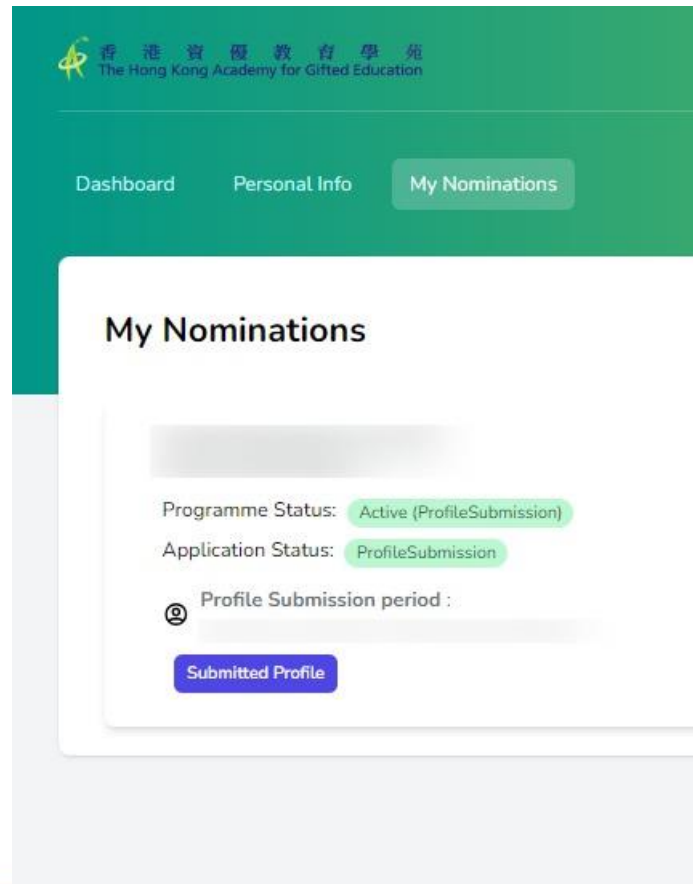 香港資優教育學苑
The Hong Kong Academy for Gifted Education
Dashboard Personal Info My Nominations
My Nominations
Programme Status: Active (ProfileSubmission)
Application Status: ProfileSubmission
Profile Submission period :
Submitted Profile